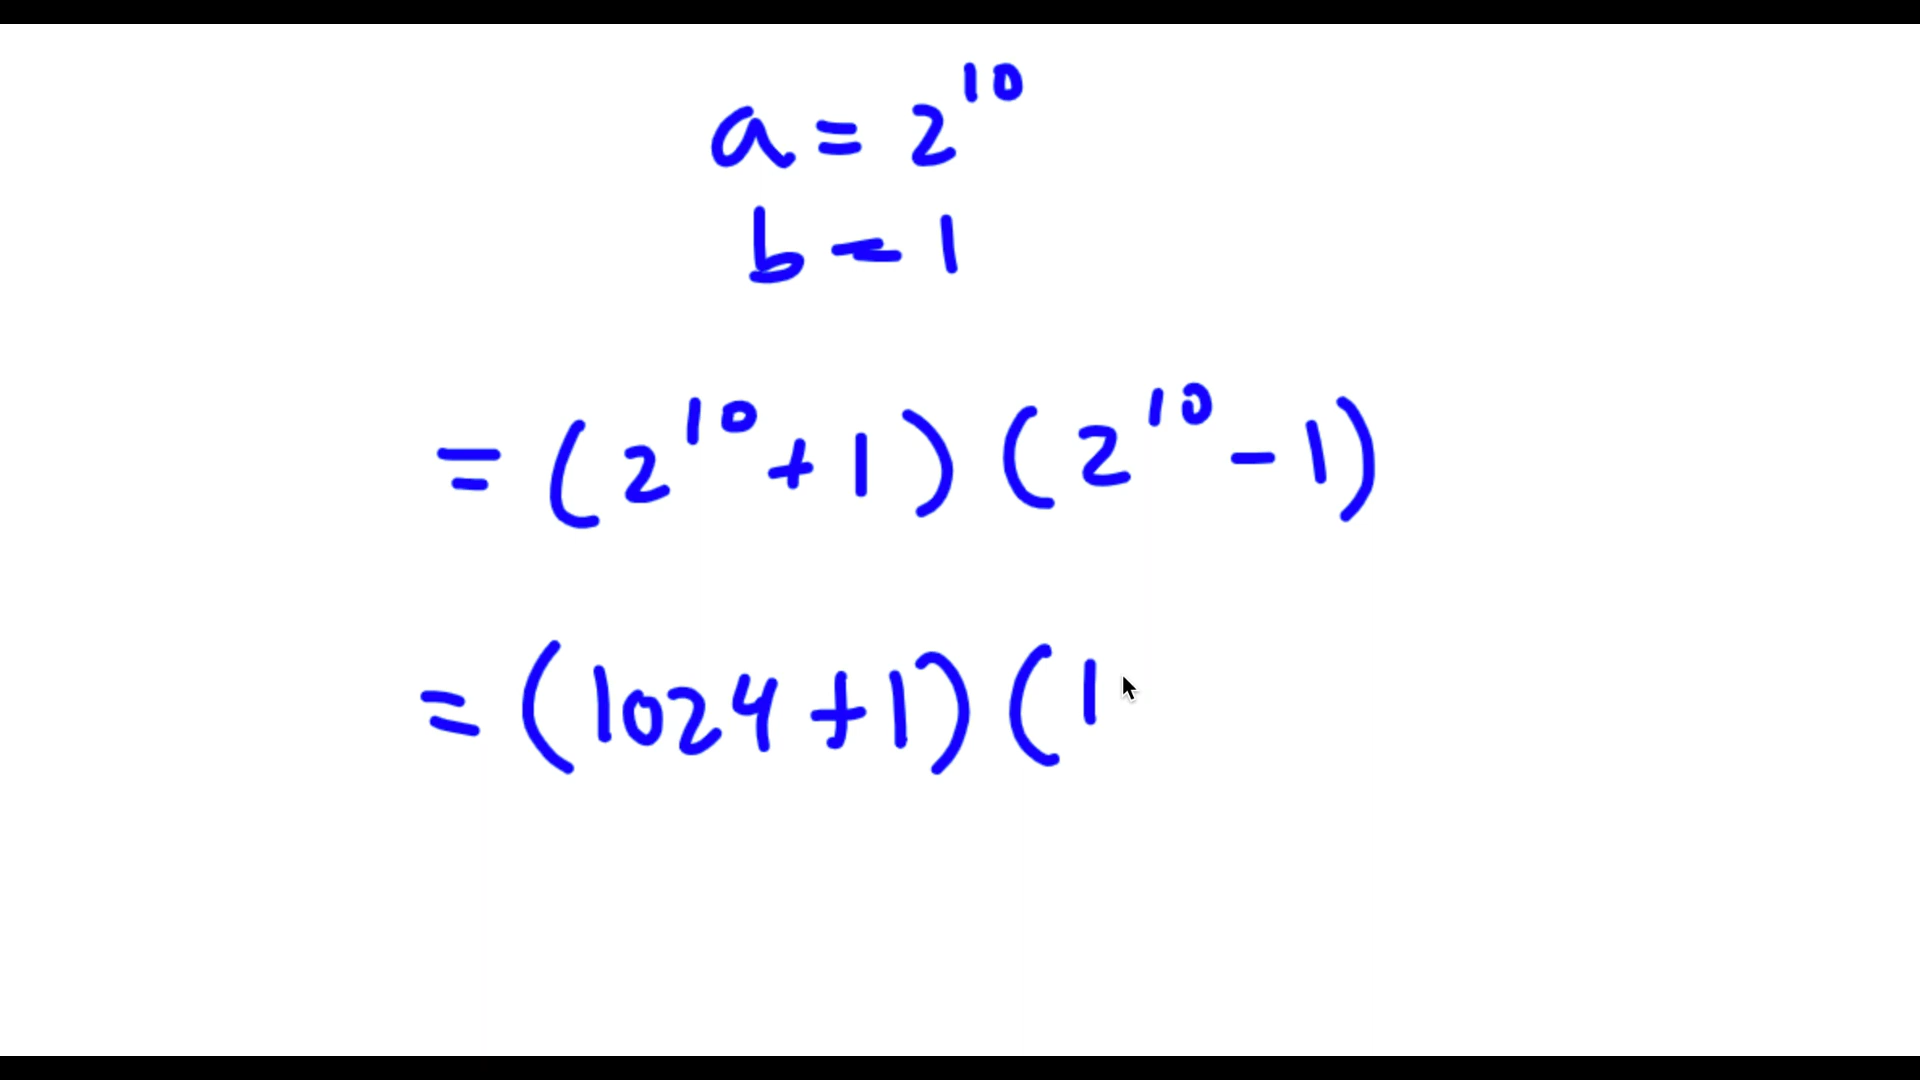 a = 2^10
b = 1
= (2^10 + 1) (2^10 - 1)
= (1024 + 1) (1